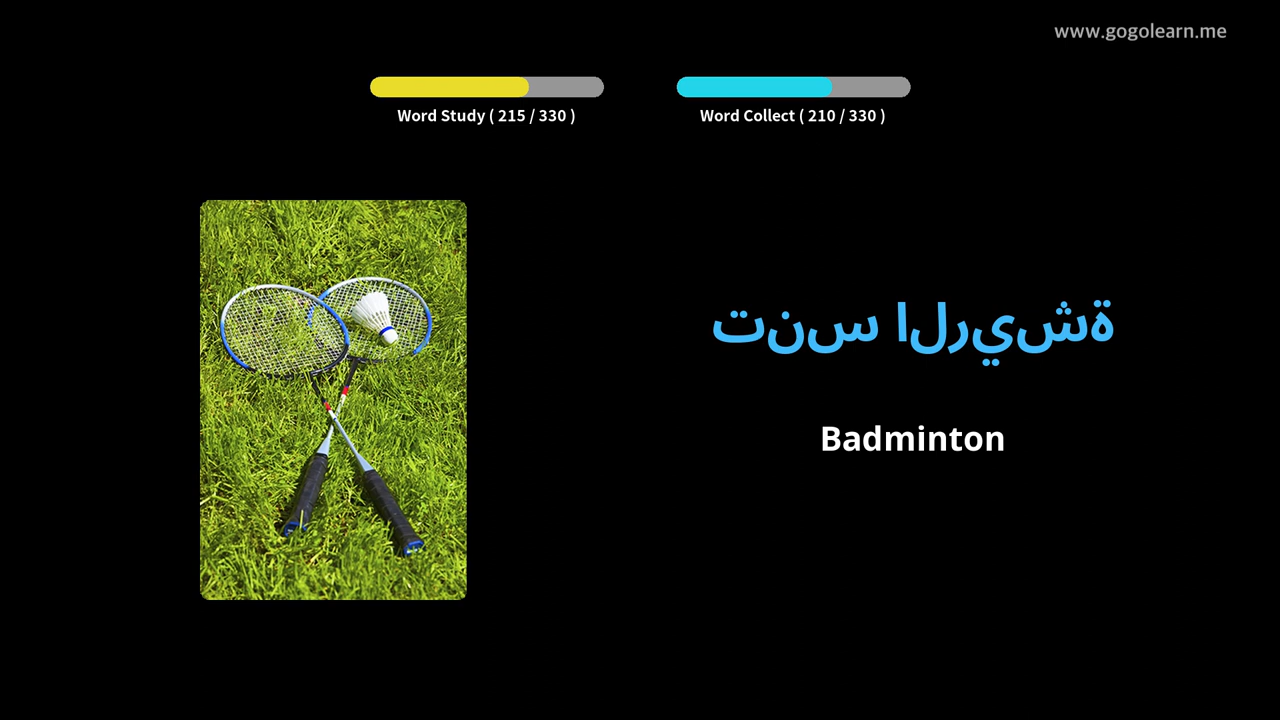 www.gogolearn.me
Word Study ( 215 / 330 )
Word Collect ( 210 / 330 )
تنس الريشة
Badminton